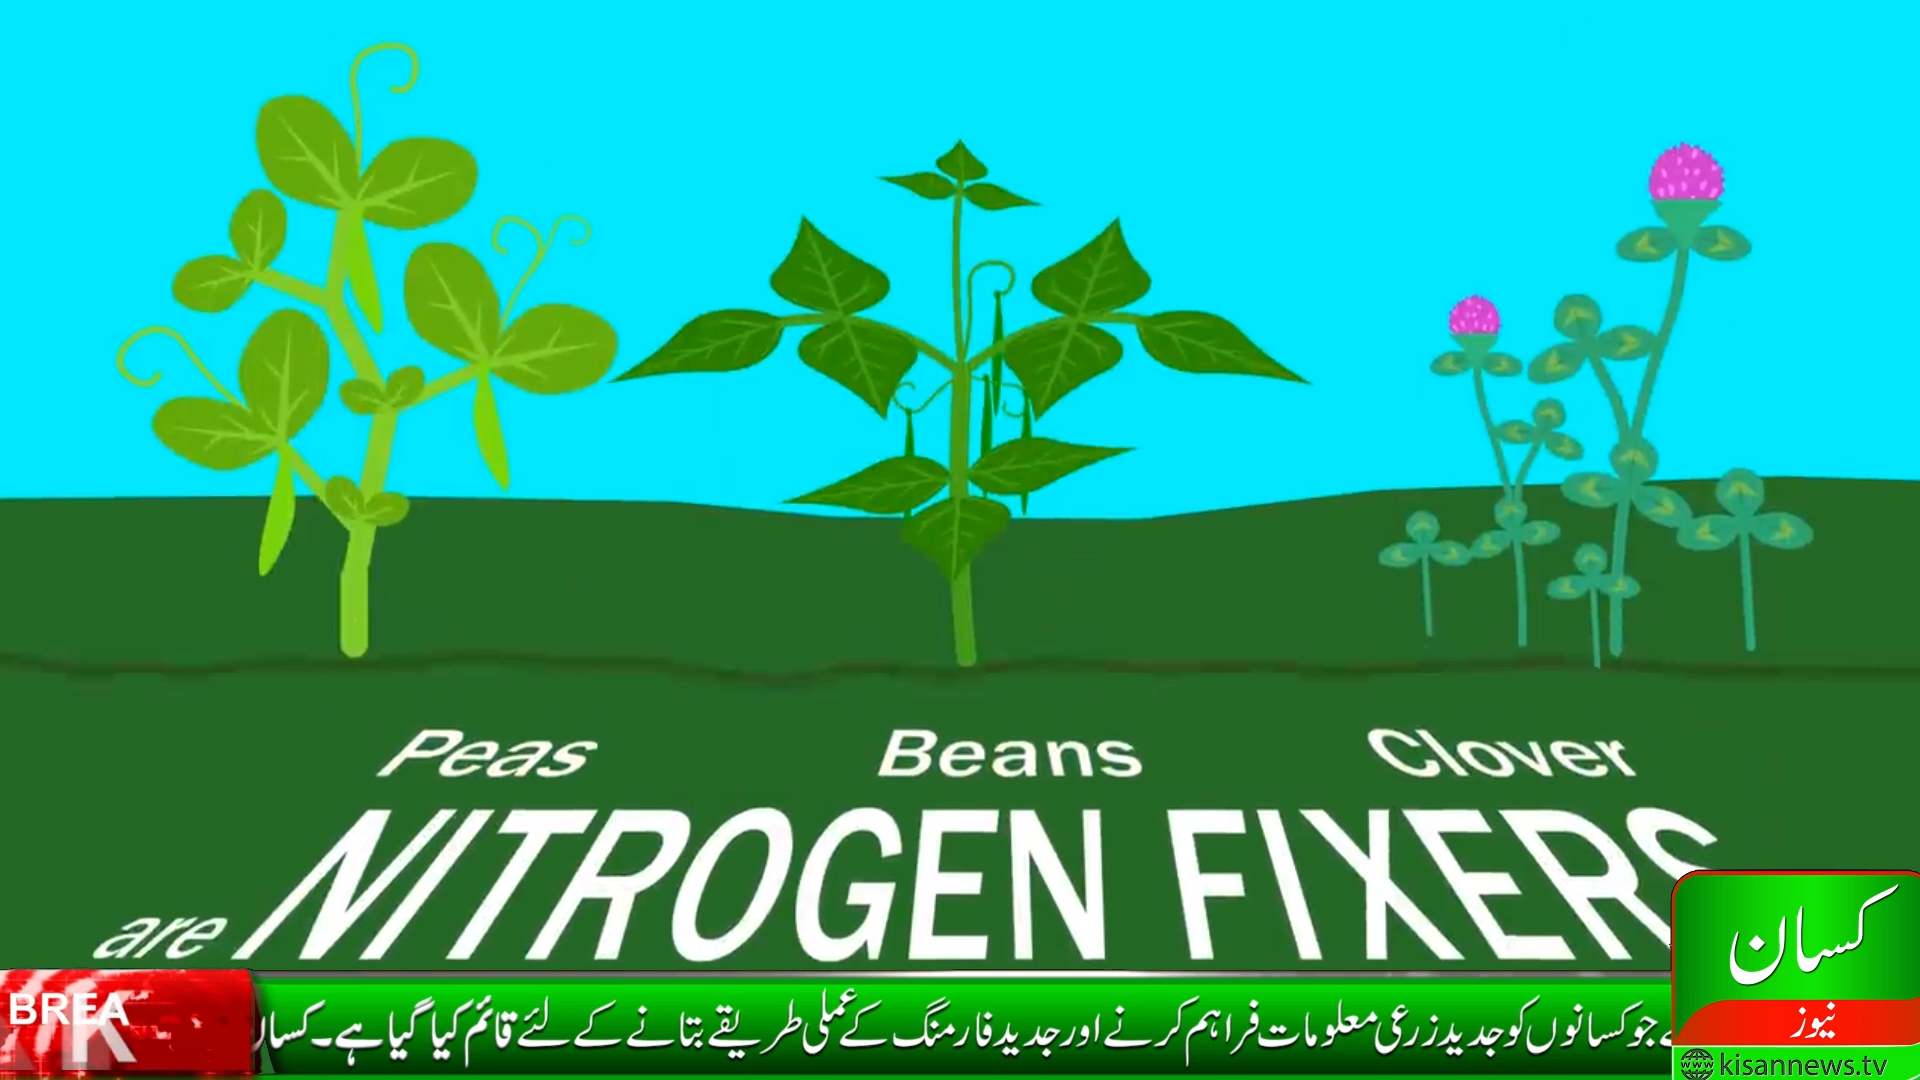 Peas Beans Clover
are NITROGEN FIXERS
کسان
نیوز
BREA
جو کسانوں کو جدید زرعی معلومات فراہم کرنے اور جدید فارمنگ کے عملی طریقے بتانے کے لئے قائم کیا گیا ہے۔ کسان
kisannews.tv